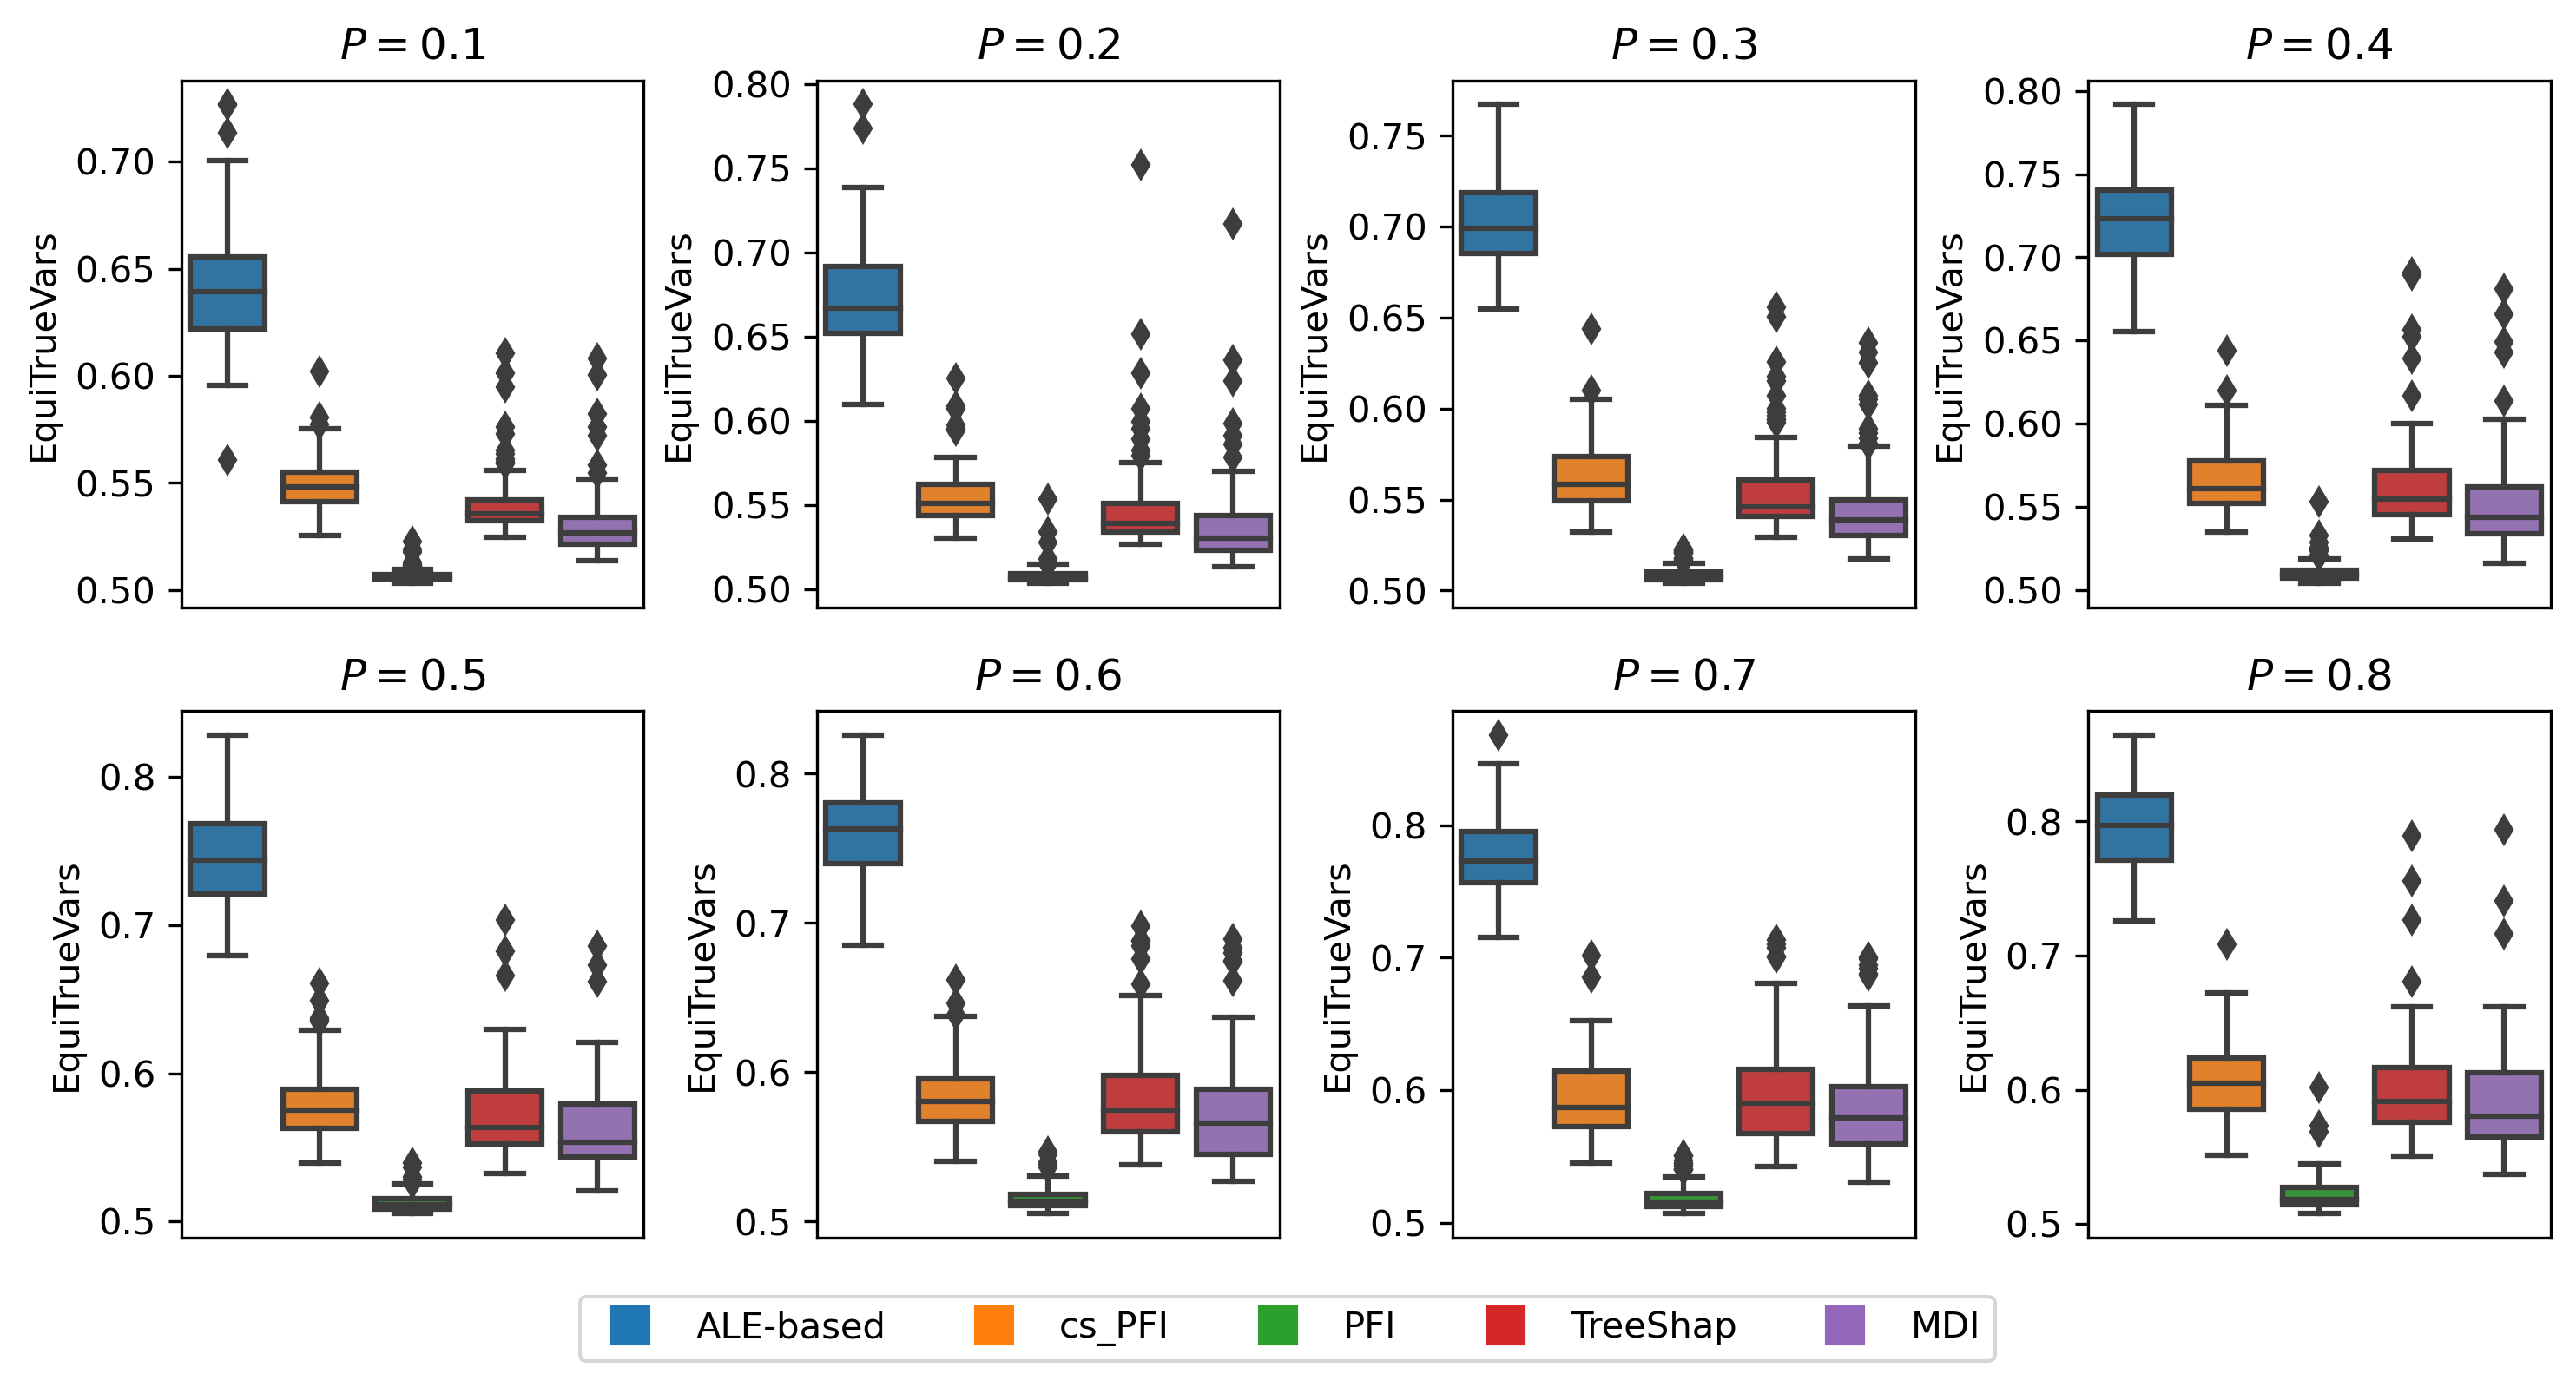 P = 0.1
P = 0.2
P = 0.3
P = 0.4
EquiTrueVars
0.70
0.65
0.60
0.55
0.50
EquiTrueVars
0.80
0.75
0.70
0.65
0.60
0.55
0.50
EquiTrueVars
0.75
0.70
0.65
0.60
0.55
0.50
EquiTrueVars
0.80
0.75
0.70
0.65
0.60
0.55
0.50
P = 0.5
P = 0.6
P = 0.7
P = 0.8
EquiTrueVars
0.8
0.7
0.6
0.5
EquiTrueVars
0.8
0.7
0.6
0.5
EquiTrueVars
0.8
0.7
0.6
0.5
EquiTrueVars
0.8
0.7
0.6
0.5
ALE-based cs_PFI PFI TreeShap MDI